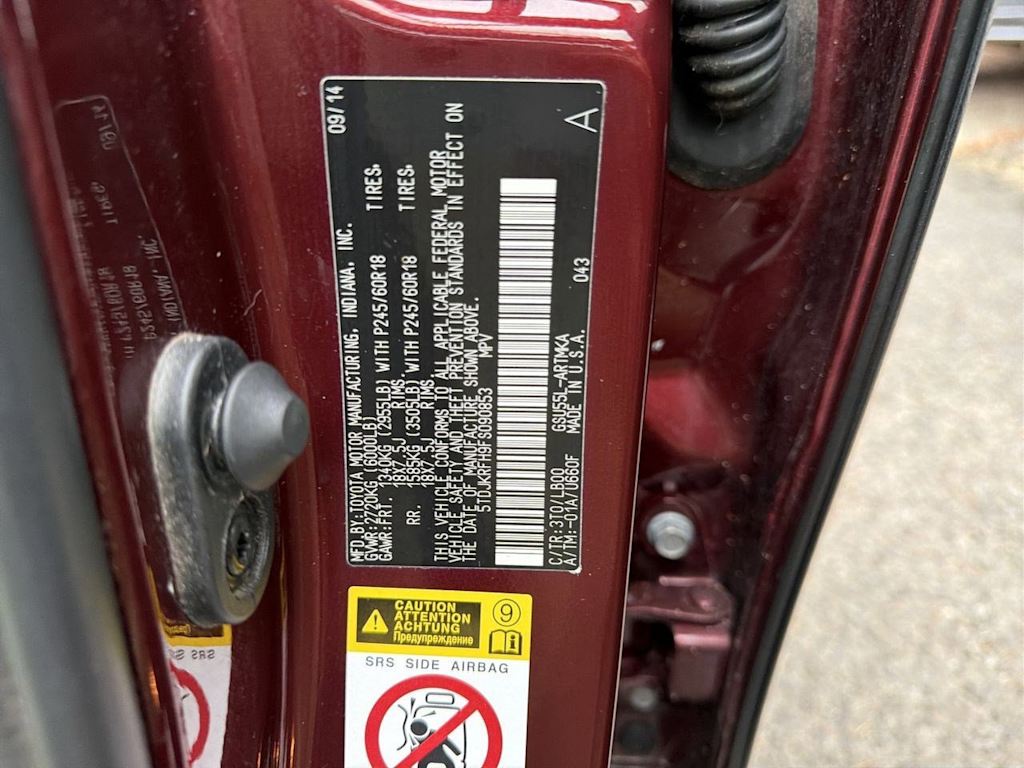 09/14
MFD.BY:TOYOTA MOTOR MANUFACTURING, INDIANA, INC.
GVWR:2720KG( 6000LB)
GAWR:FRT. 1340KG (2955LB) WITH P245/60R18 TIRES,
18X7.5J RIMS,
RR. 1585KG (3505LB) WITH P245/60R18 TIRES,
18X7.5J RIMS,
THIS VEHICLE CONFORMS TO ALL APPLICABLE FEDERAL MOTOR
VEHICLE SAFETY AND THEFT PREVENTION STANDARDS IN EFFECT ON
THE DATE OF MANUFACTURE SHOWN ABOVE.
5TDJKRFH9FS090853 MPV
C/TR:3T0/LB00 GSU55L-ARTMKA 043
A/TM:-01A/U660F MADE IN U.S.A.
A
CAUTION
ATTENTION
ACHTUNG
Предупреждение
9
i
SRS SIDE AIRBAG